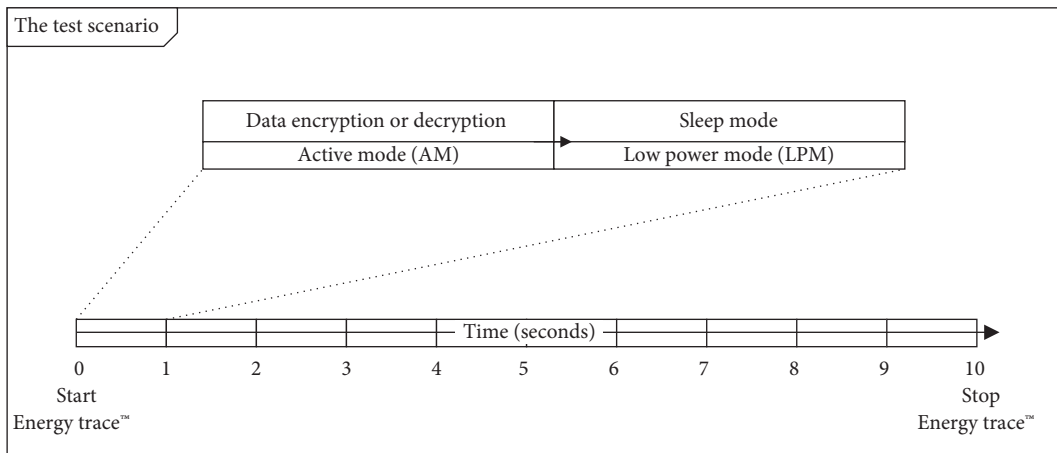 The test scenario
Data encryption or decryption
Sleep mode
Active mode (AM)
Low power mode (LPM)
Time (seconds)
0 1 2 3 4 5 6 7 8 9 10
Start
Stop
Energy trace™
Energy trace™